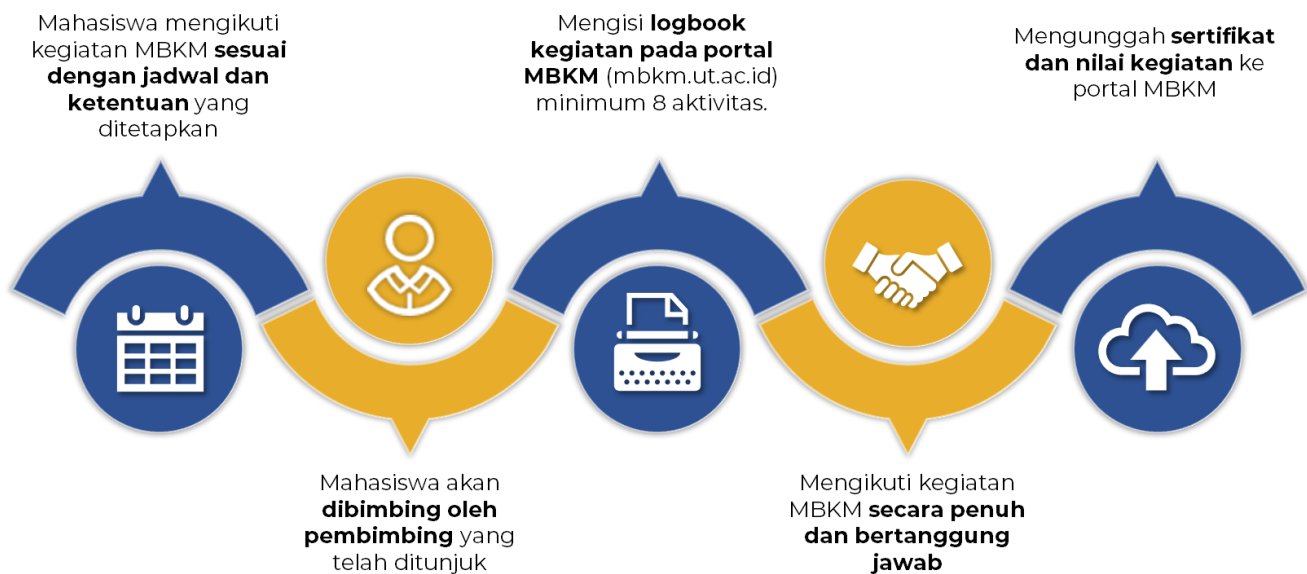 Mahasiswa mengikuti
kegiatan MBKM sesuai
dengan jadwal dan
ketentuan yang
ditetapkan
Mahasiswa akan
dibimbing oleh
pembimbing yang
telah ditunjuk
Mengisi logbook
kegiatan pada portal
MBKM (mbkm.ut.ac.id)
minimum 8 aktivitas.
Mengikuti kegiatan
MBKM secara penuh
dan bertanggung
jawab
Mengunggah sertifikat
dan nilai kegiatan ke
portal MBKM